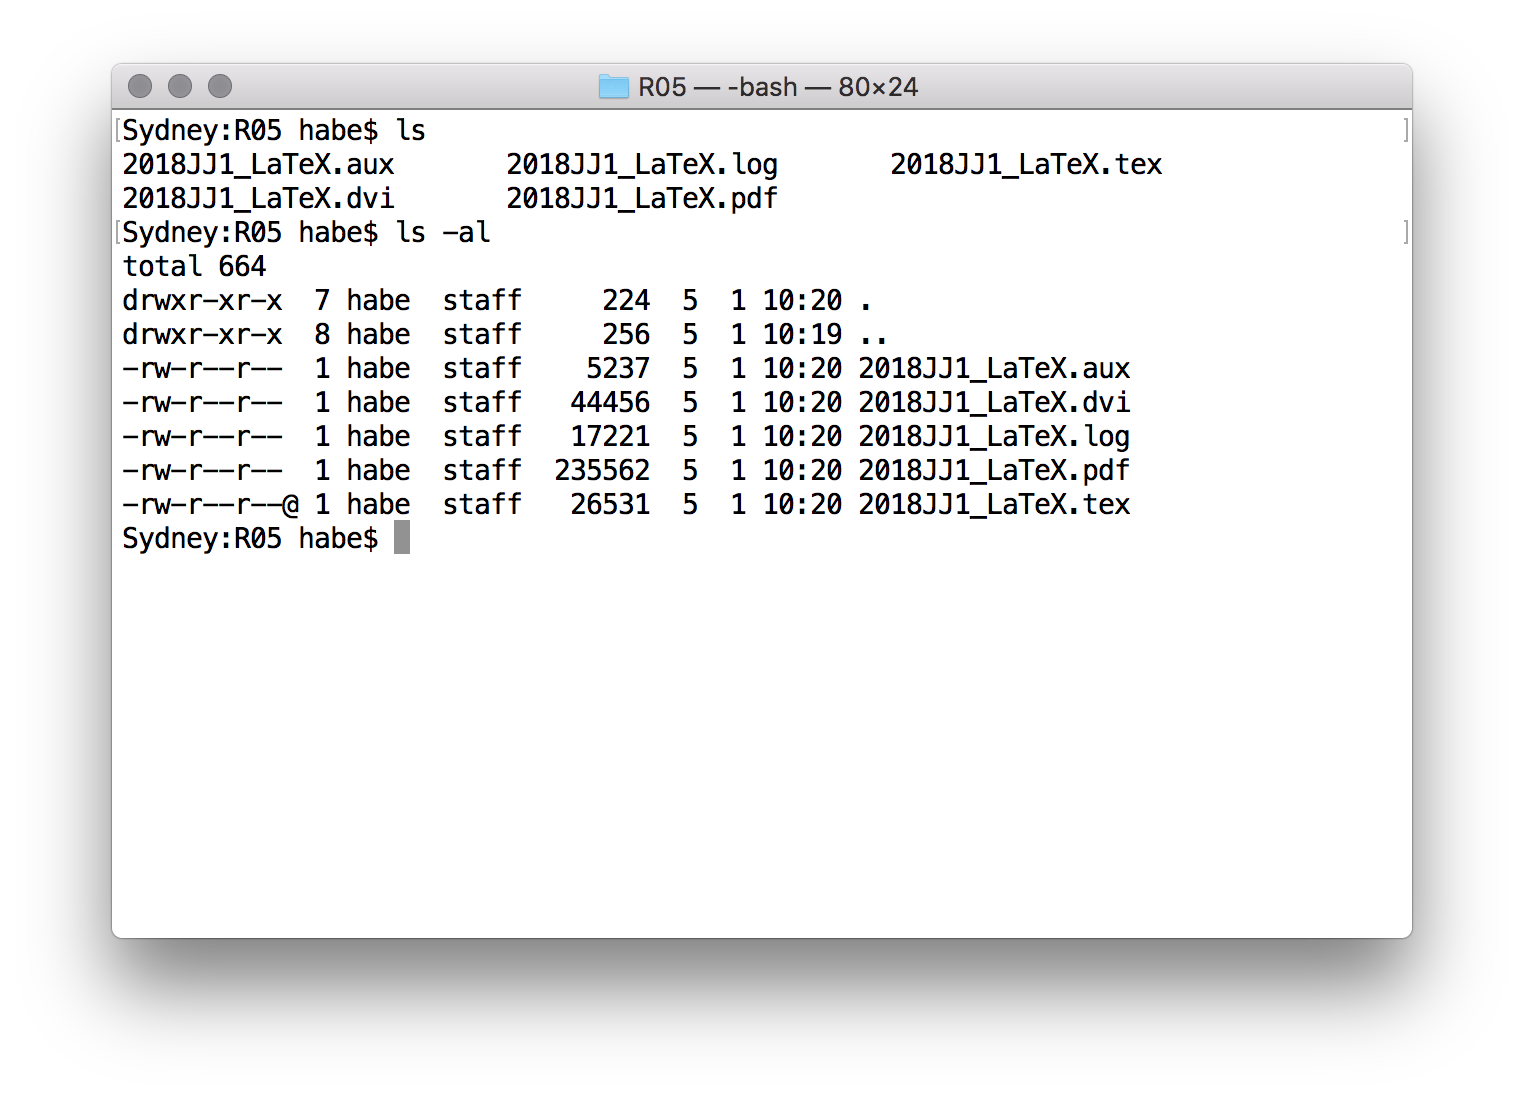 R05 — -bash — 80×24
[Sydney:R05 habe$ ls ]
2018JJ1_LaTeX.aux       2018JJ1_LaTeX.log       2018JJ1_LaTeX.tex
2018JJ1_LaTeX.dvi       2018JJ1_LaTeX.pdf
[Sydney:R05 habe$ ls -al ]
total 664
drwxr-xr-x  7 habe  staff     224  5  1 10:20 .
drwxr-xr-x  8 habe  staff     256  5  1 10:19 ..
-rw-r--r--  1 habe  staff    5237  5  1 10:20 2018JJ1_LaTeX.aux
-rw-r--r--  1 habe  staff   44456  5  1 10:20 2018JJ1_LaTeX.dvi
-rw-r--r--  1 habe  staff   17221  5  1 10:20 2018JJ1_LaTeX.log
-rw-r--r--  1 habe  staff  235562  5  1 10:20 2018JJ1_LaTeX.pdf
-rw-r--r--@ 1 habe  staff   26531  5  1 10:20 2018JJ1_LaTeX.tex
Sydney:R05 habe$